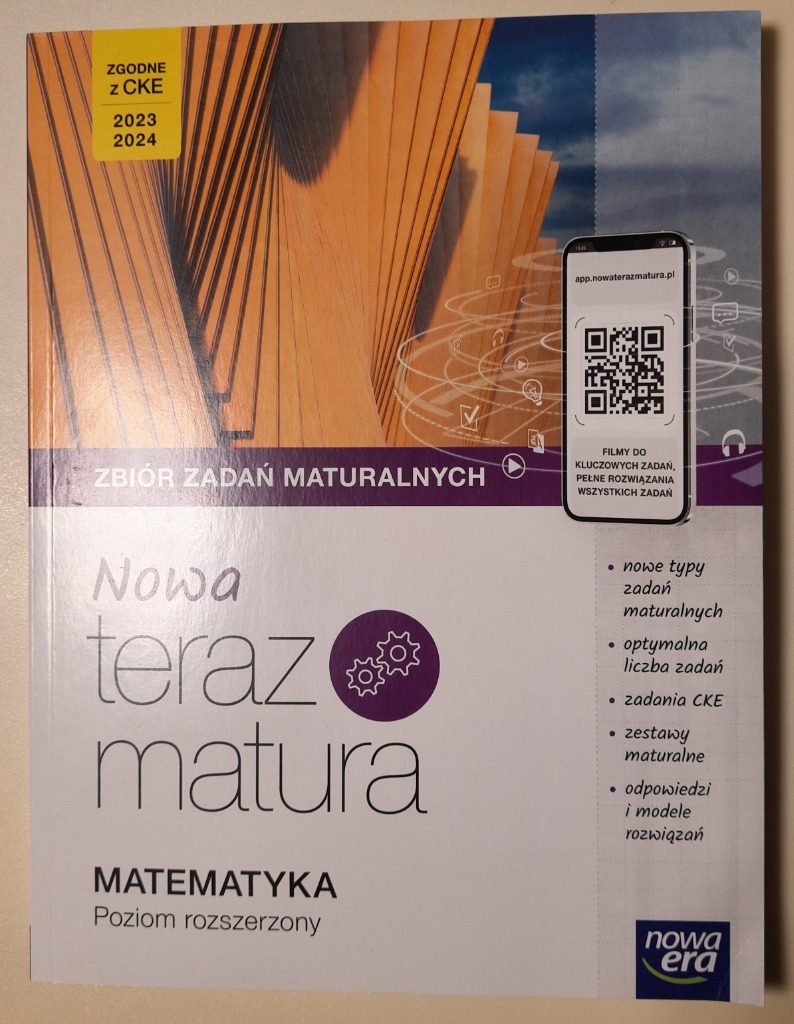 ZGODNE
z CKE
2023
2024
app.nowaterazmatura.pl
FILMY DO
KLUCZOWYCH ZADAŃ,
PEŁNE ROZWIĄZANIA
WSZYSTKICH ZADAŃ
ZBIÓR ZADAŃ MATURALNYCH
Nowa
teraz
matura
• nowe typy
zadań
maturalnych
• optymalna
liczba zadań
• zadania CKE
• zestawy
maturalne
• odpowiedzi
i modele
rozwiązań
MATEMATYKA
Poziom rozszerzony
nowa
era